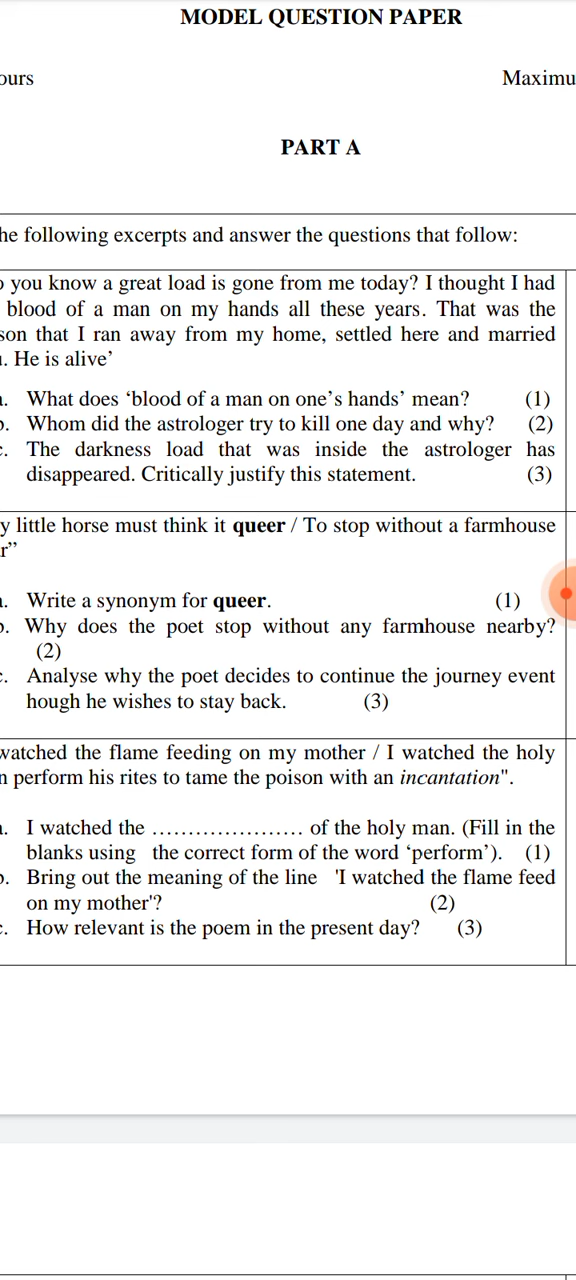 MODEL QUESTION PAPER
ours Maximu
PART A
he following excerpts and answer the questions that follow:
o you know a great load is gone from me today? I thought I had
blood of a man on my hands all these years. That was the
son that I ran away from my home, settled here and married
. He is alive’
. What does ‘blood of a man on one’s hands’ mean? (1)
. Whom did the astrologer try to kill one day and why? (2)
. The darkness load that was inside the astrologer has
disappeared. Critically justify this statement. (3)
y little horse must think it queer / To stop without a farmhouse
r”
. Write a synonym for queer. (1)
. Why does the poet stop without any farmhouse nearby?
(2)
. Analyse why the poet decides to continue the journey event
hough he wishes to stay back. (3)
watched the flame feeding on my mother / I watched the holy
n perform his rites to tame the poison with an incantation".
. I watched the ………………… of the holy man. (Fill in the
blanks using the correct form of the word ‘perform’). (1)
. Bring out the meaning of the line 'I watched the flame feed
on my mother'? (2)
. How relevant is the poem in the present day? (3)